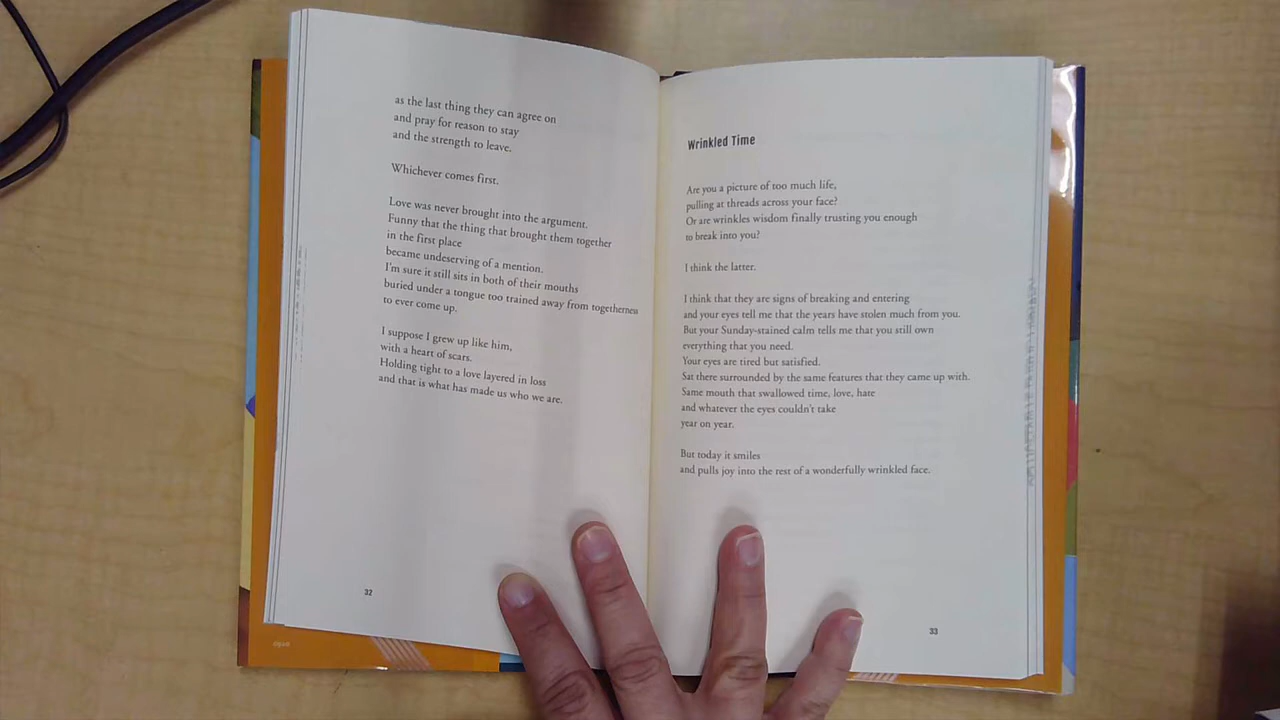 as the last thing they can agree on
and pray for reason to stay
and the strength to leave.
Whichever comes first.
Love was never brought into the argument.
Funny that the thing that brought them together
in the first place
became undeserving of a mention.
I'm sure it still sits in both of their mouths
buried under a tongue too trained away from togetherness
to ever come up.
I suppose I grew up like him,
with a heart of scars.
Holding tight to a love layered in loss
and that is what has made us who we are.
32
Wrinkled Time
Are you a picture of too much life,
pulling at threads across your face?
Or are wrinkles wisdom finally trusting you enough
to break into you?
I think the latter.
I think that they are signs of breaking and entering
and your eyes tell me that the years have stolen much from you.
But your Sunday-stained calm tells me that you still own
everything that you need.
Your eyes are tired but satisfied.
Sat there surrounded by the same features that they came up with.
Same mouth that swallowed time, love, hate
and whatever the eyes couldn't take
year on year.
But today it smiles
and pulls joy into the rest of a wonderfully wrinkled face.
33